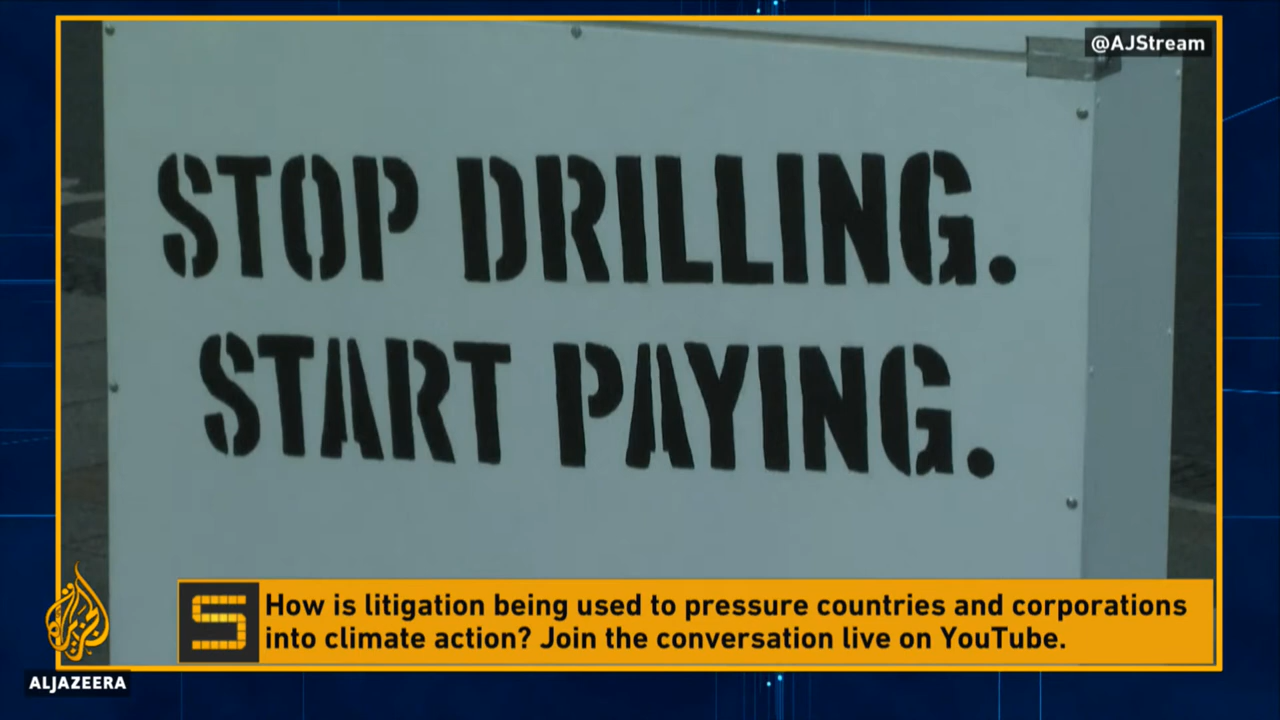 @AJStream
STOP DRILLING.
START PAYING.
How is litigation being used to pressure countries and corporations
into climate action? Join the conversation live on YouTube.
ALJAZEERA